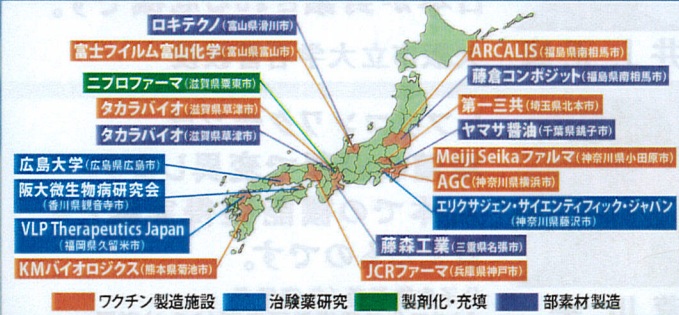 ロキテクノ(富山県滑川市)
富士フイルム富山化学(富山県富山市)
ニプロファーマ(滋賀県栗東市)
タカラバイオ(滋賀県草津市)
タカラバイオ(滋賀県草津市)
広島大学(広島県広島市)
阪大微生物病研究会
(香川県観音寺市)
VLP Therapeutics Japan
(福岡県久留米市)
KMバイオロジクス(熊本県菊池市)
ARCALIS(福島県南相馬市)
藤倉コンポジット(福島県南相馬市)
第一三共(埼玉県北本市)
ヤマサ醤油(千葉県銚子市)
Meiji Seikaファルマ(神奈川県小田原市)
AGC(神奈川県横浜市)
エリクサジェン・サイエンティフィック・ジャパン
(神奈川県藤沢市)
藤森工業(三重県名張市)
JCRファーマ(兵庫県神戸市)
ワクチン製造施設 治験薬研究 製剤化・充填 部素材製造